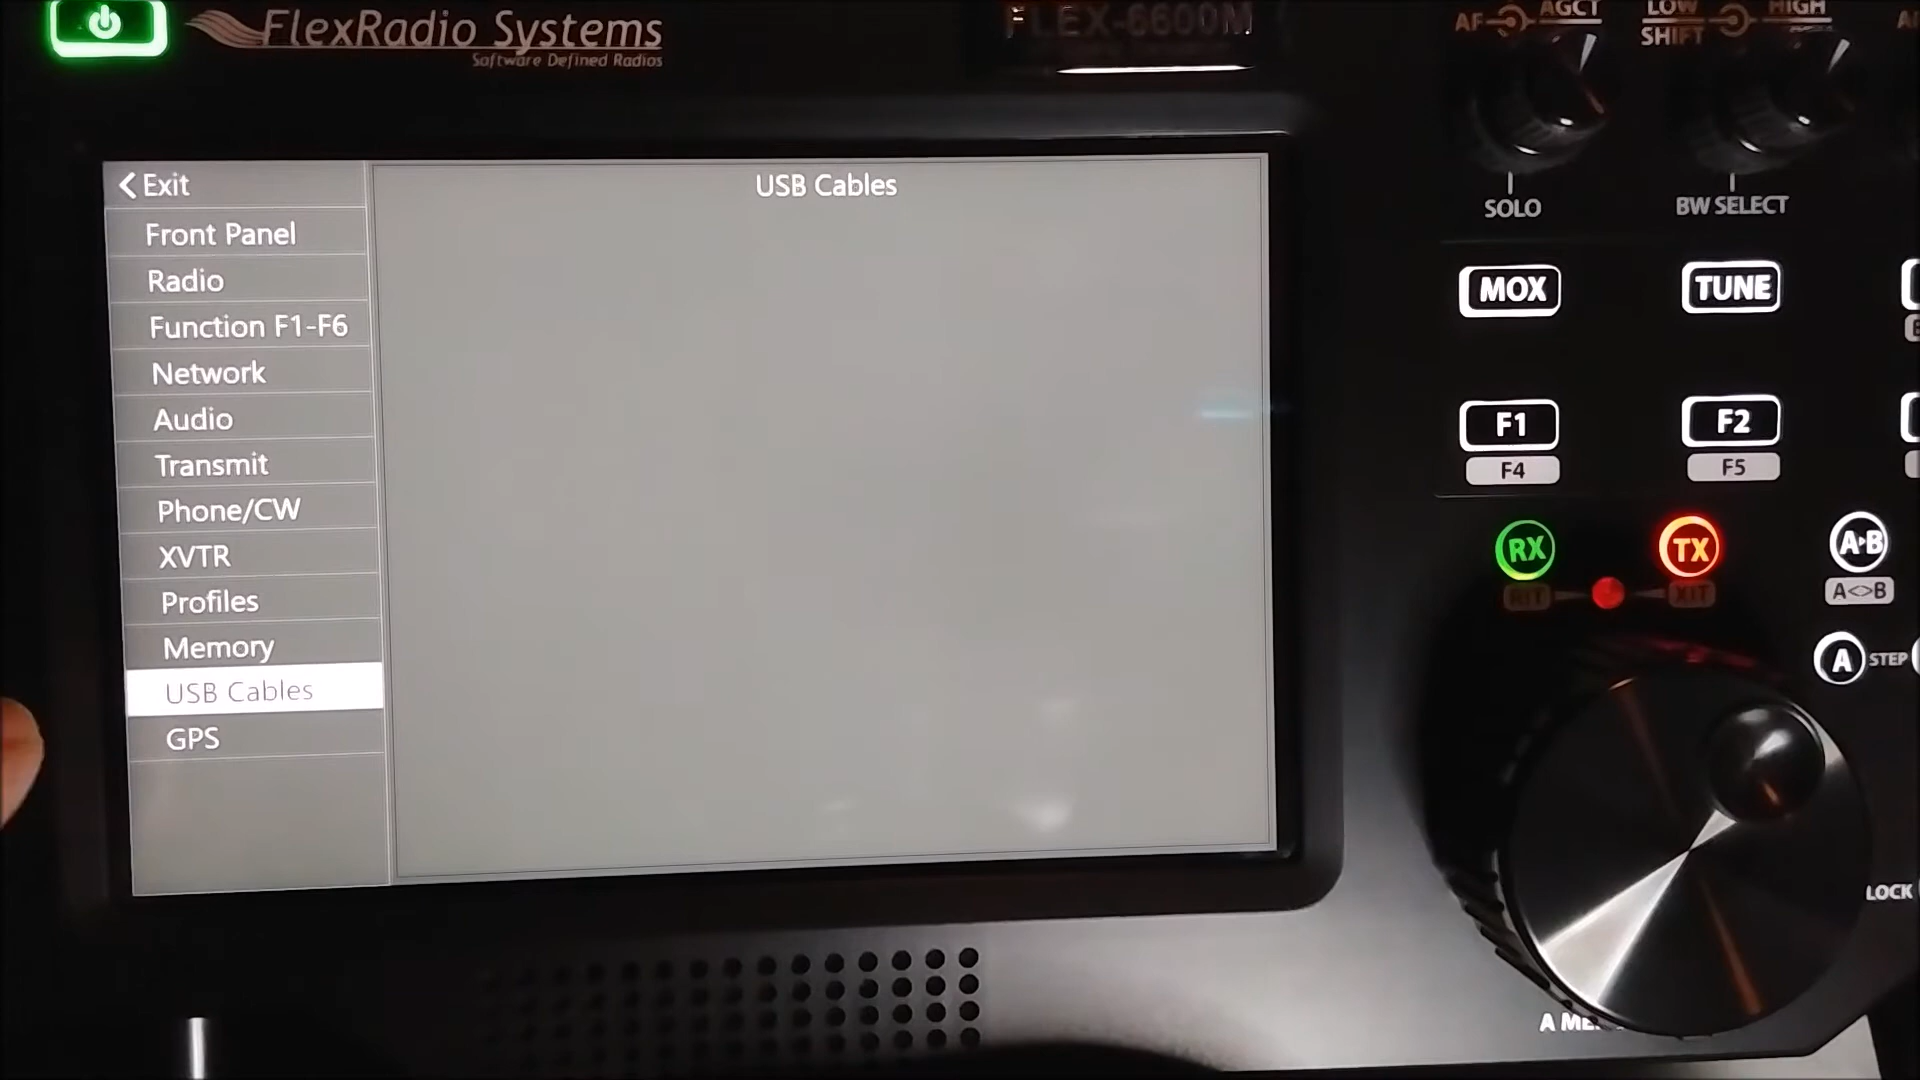 FlexRadio Systems
Software Defined Radios
FLEX-6600M
AF AGCT
LOW HIGH
SHIFT
SOLO
BW SELECT
< Exit
USB Cables
Front Panel
Radio
Function F1-F6
Network
Audio
Transmit
Phone/CW
XVTR
Profiles
Memory
USB Cables
GPS
MOX
TUNE
F1
F2
F4
F5
RX
TX
A▸B
RIT
XIT
A<>B
A STEP
LOCK